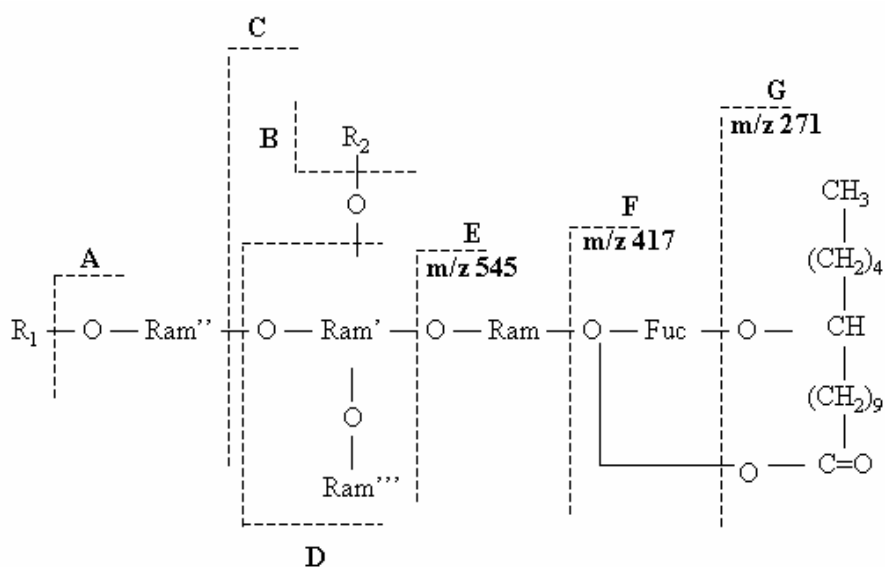 C
G
m/z 271
B
R2
CH3
O
F
m/z 417
E
m/z 545
(CH2)4
A
R1 O Ram’’ O Ram’ O Ram O Fuc O CH
(CH2)9
O
O C=O
Ram’’’
D